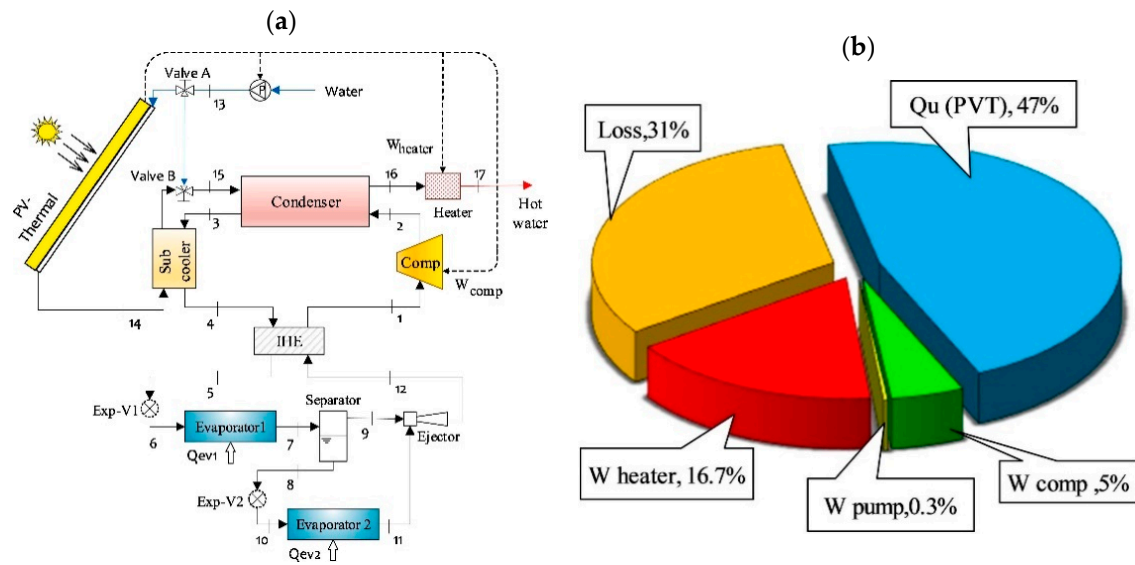 (a)
Valve A
13
P
Water
PV-
Thermal
Valve B
15
Condenser
16
Wheater
17
Heater
Hot
water
3
2
Sub
cooler
Comp
Wcomp
14
4
1
IHE
5
12
Exp-V1
6
Evaporator1
Qev1
7
Separator
9
Ejector
8
Exp-V2
10
Evaporator 2
11
Qev2
(b)
Loss,31%
Qu (PVT), 47%
W heater, 16.7%
W pump,0.3%
W comp ,5%